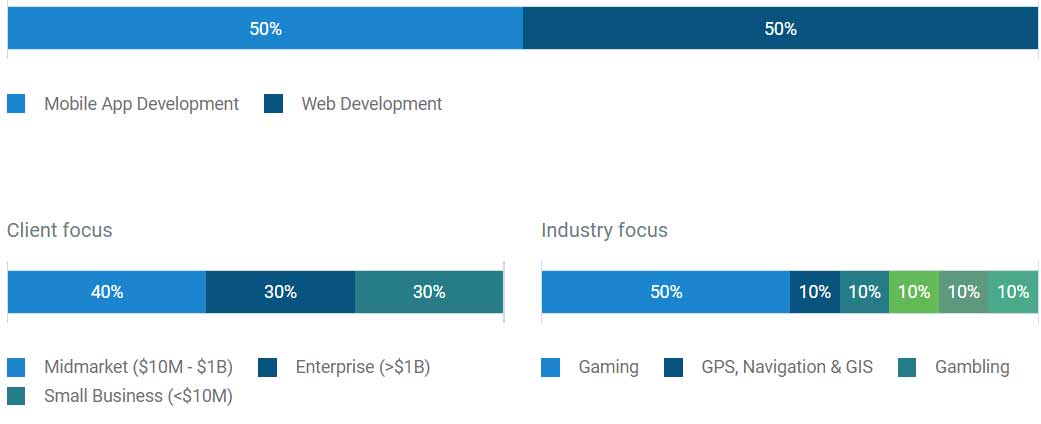 50% 50%
Mobile App Development Web Development
Client focus
40% 30% 30%
Midmarket ($10M - $1B) Enterprise (>$1B)
Small Business (<$10M)
Industry focus
50% 10% 10% 10% 10% 10%
Gaming GPS, Navigation & GIS Gambling